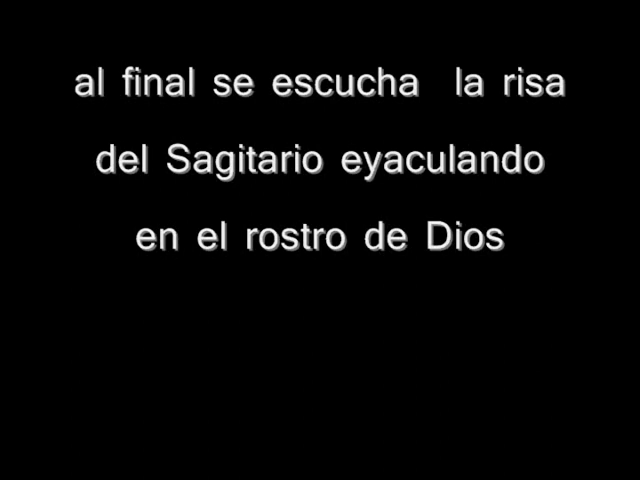 al final se escucha la risa
del Sagitario eyaculando
en el rostro de Dios